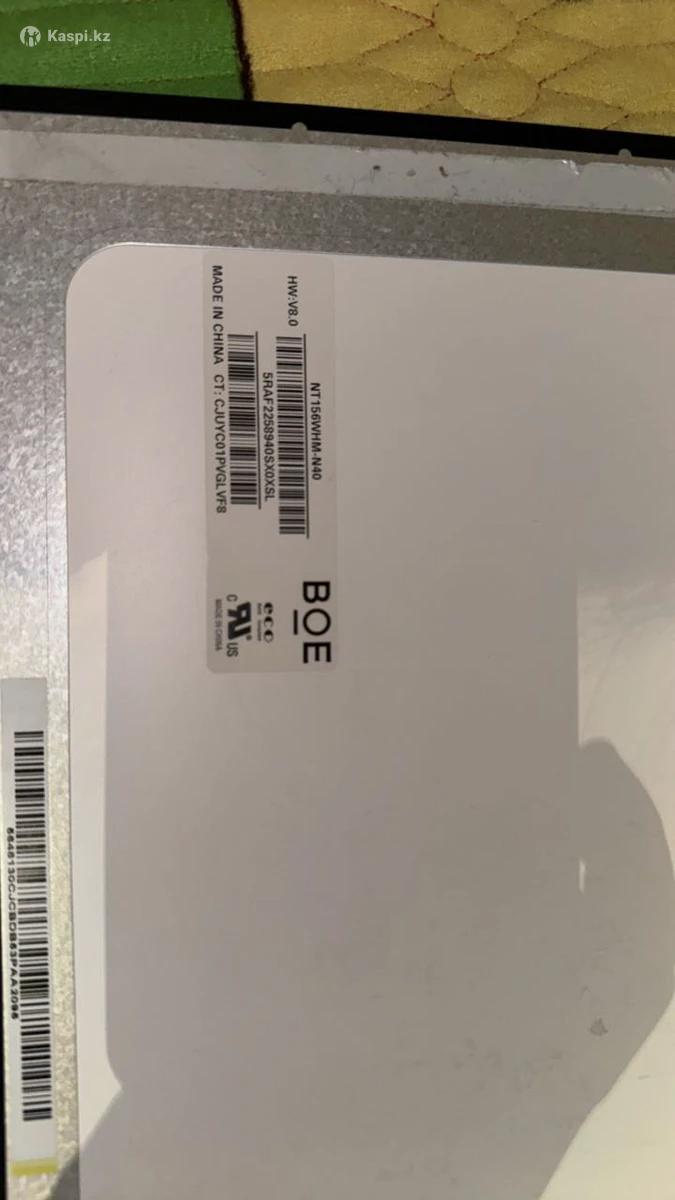 Kaspi.kz
HW:V8.0
NT156WHM-N40
5RAF2258940SX0XSL
MADE IN CHINA CT: CJUYC01PVGLVF8
BOE
eco
C US
MADE IN CHINA